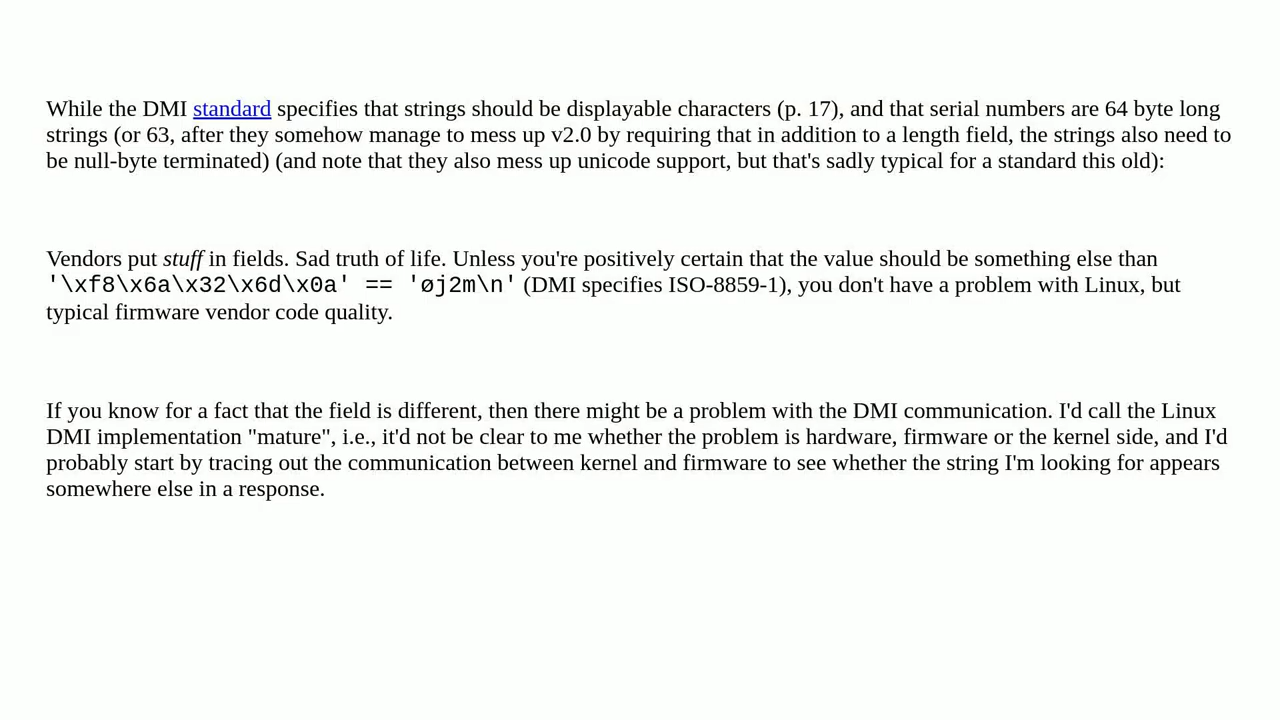 While the DMI standard specifies that strings should be displayable characters (p. 17), and that serial numbers are 64 byte long
strings (or 63, after they somehow manage to mess up v2.0 by requiring that in addition to a length field, the strings also need to
be null-byte terminated) (and note that they also mess up unicode support, but that's sadly typical for a standard this old):
Vendors put stuff in fields. Sad truth of life. Unless you're positively certain that the value should be something else than
'\xf8\x6a\x32\x6d\x0a' == 'øj2m\n' (DMI specifies ISO-8859-1), you don't have a problem with Linux, but
typical firmware vendor code quality.
If you know for a fact that the field is different, then there might be a problem with the DMI communication. I'd call the Linux
DMI implementation "mature", i.e., it'd not be clear to me whether the problem is hardware, firmware or the kernel side, and I'd
probably start by tracing out the communication between kernel and firmware to see whether the string I'm looking for appears
somewhere else in a response.